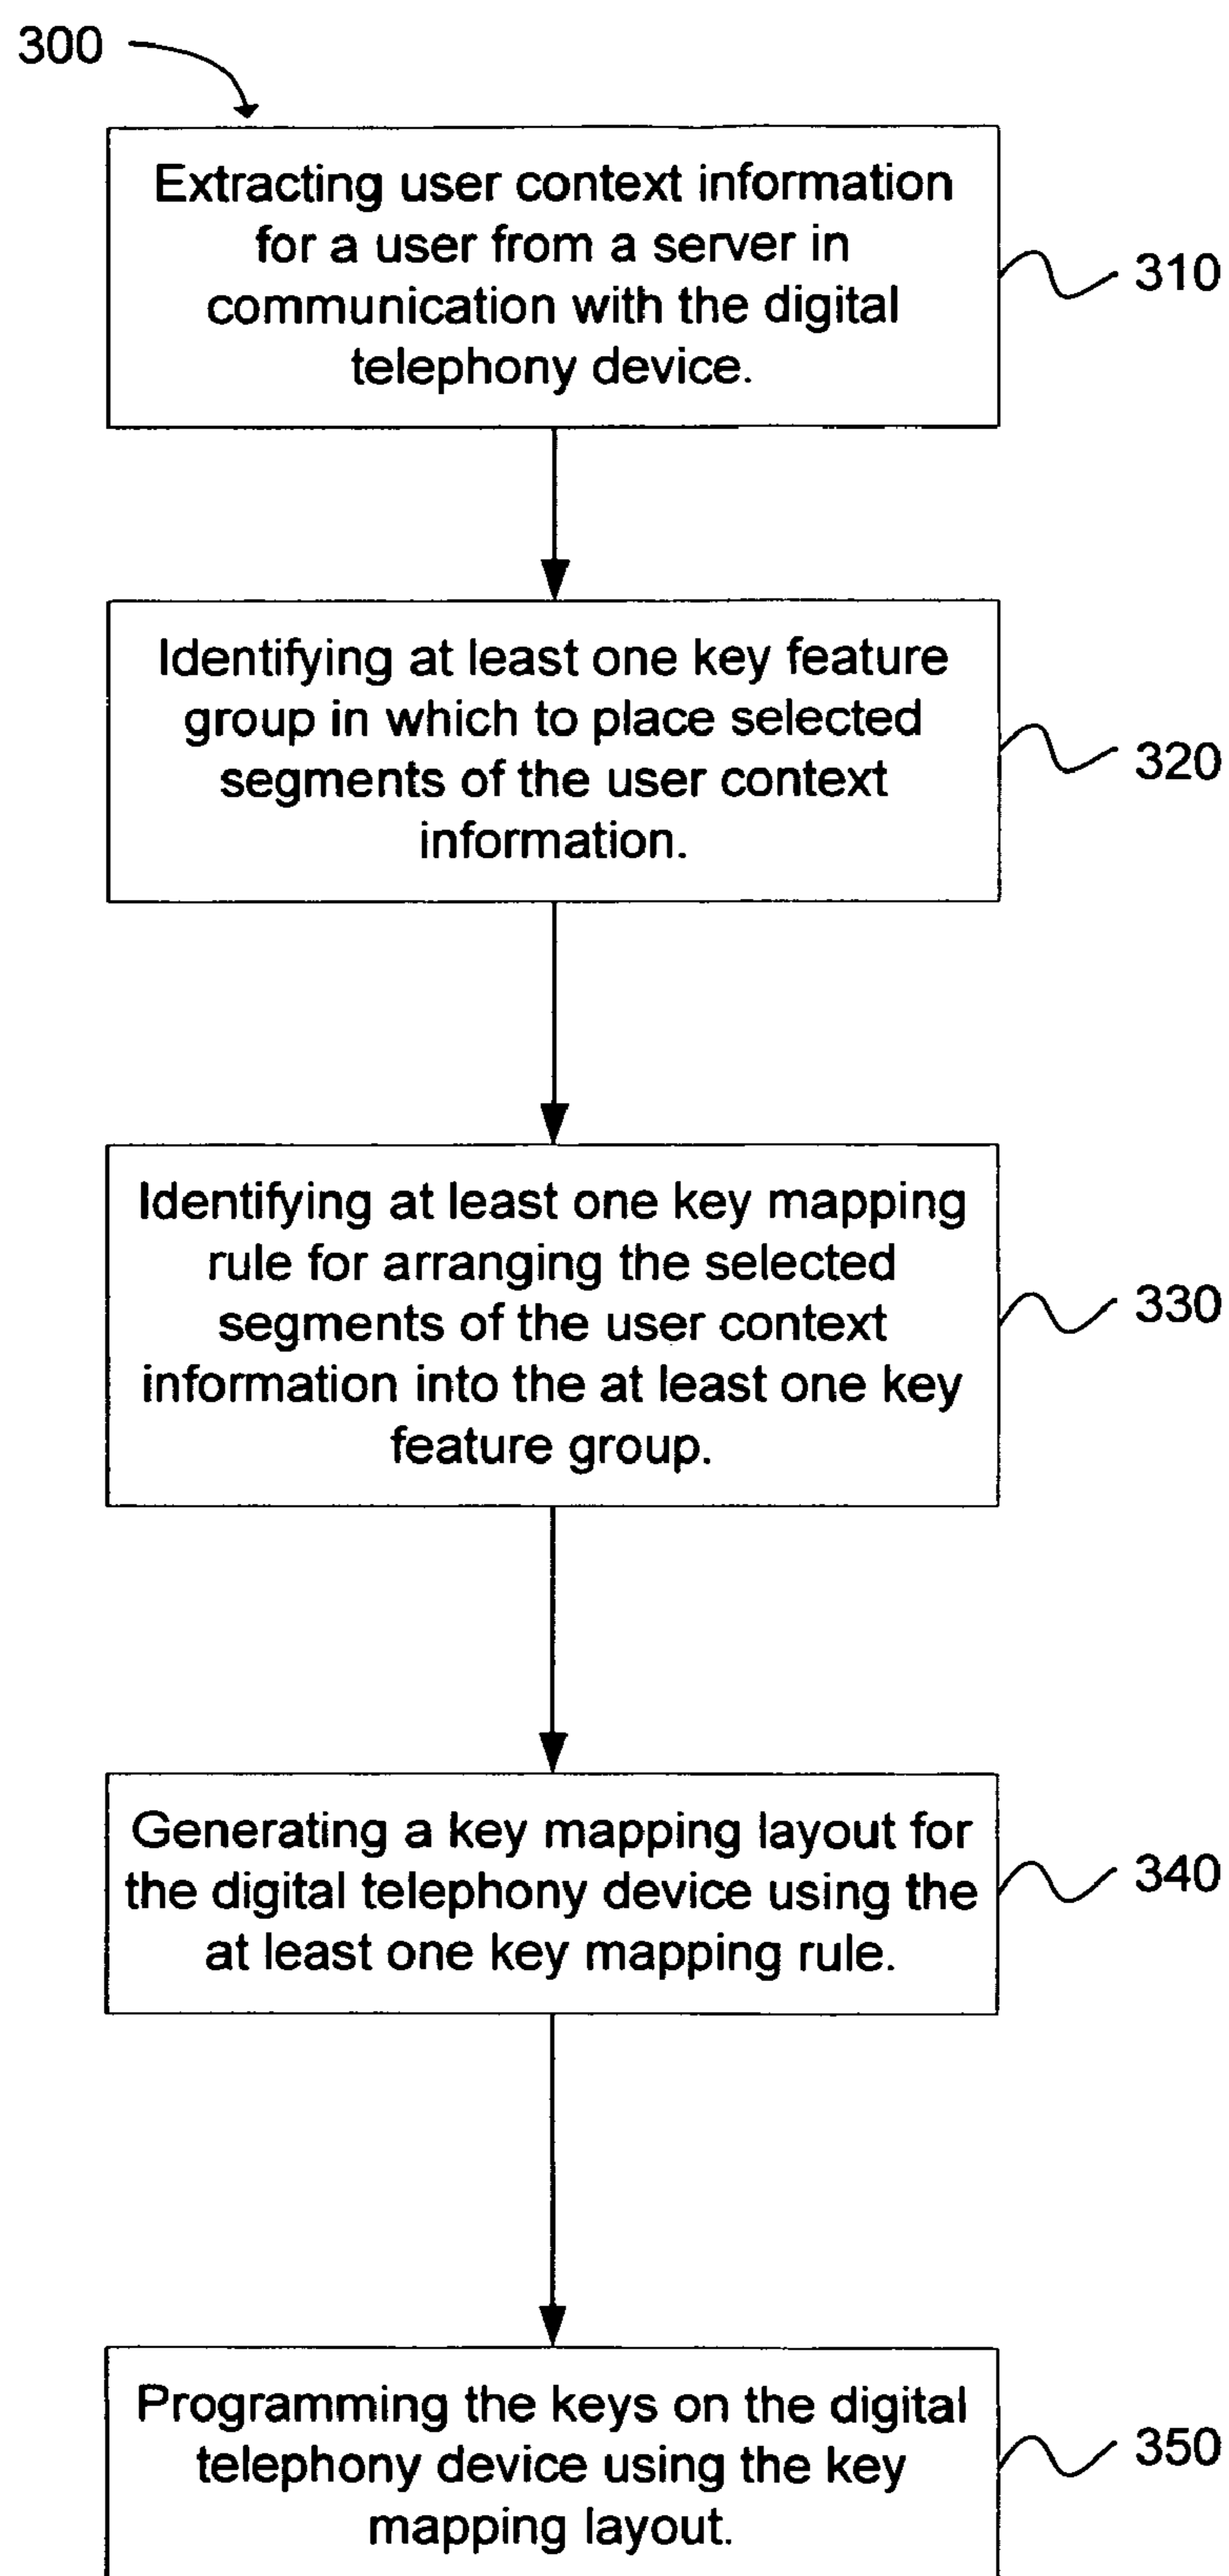 300
Extracting user context information
for a user from a server in
communication with the digital
telephony device.
310
Identifying at least one key feature
group in which to place selected
segments of the user context
information.
320
Identifying at least one key mapping
rule for arranging the selected
segments of the user context
information into the at least one key
feature group.
330
Generating a key mapping layout for
the digital telephony device using the
at least one key mapping rule.
340
Programming the keys on the digital
telephony device using the key
mapping layout.
350